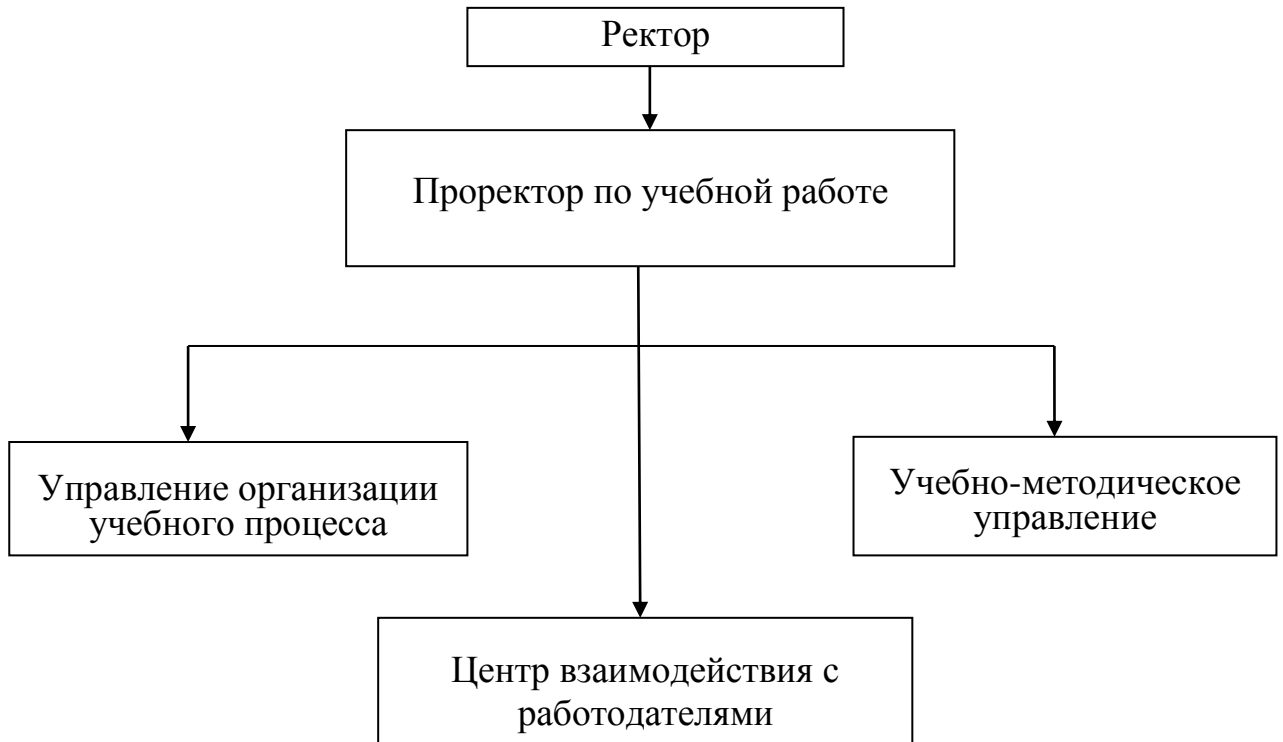 Ректор
Проректор по учебной работе
Управление организации
учебного процесса
Учебно-методическое
управление
Центр взаимодействия с
работодателями